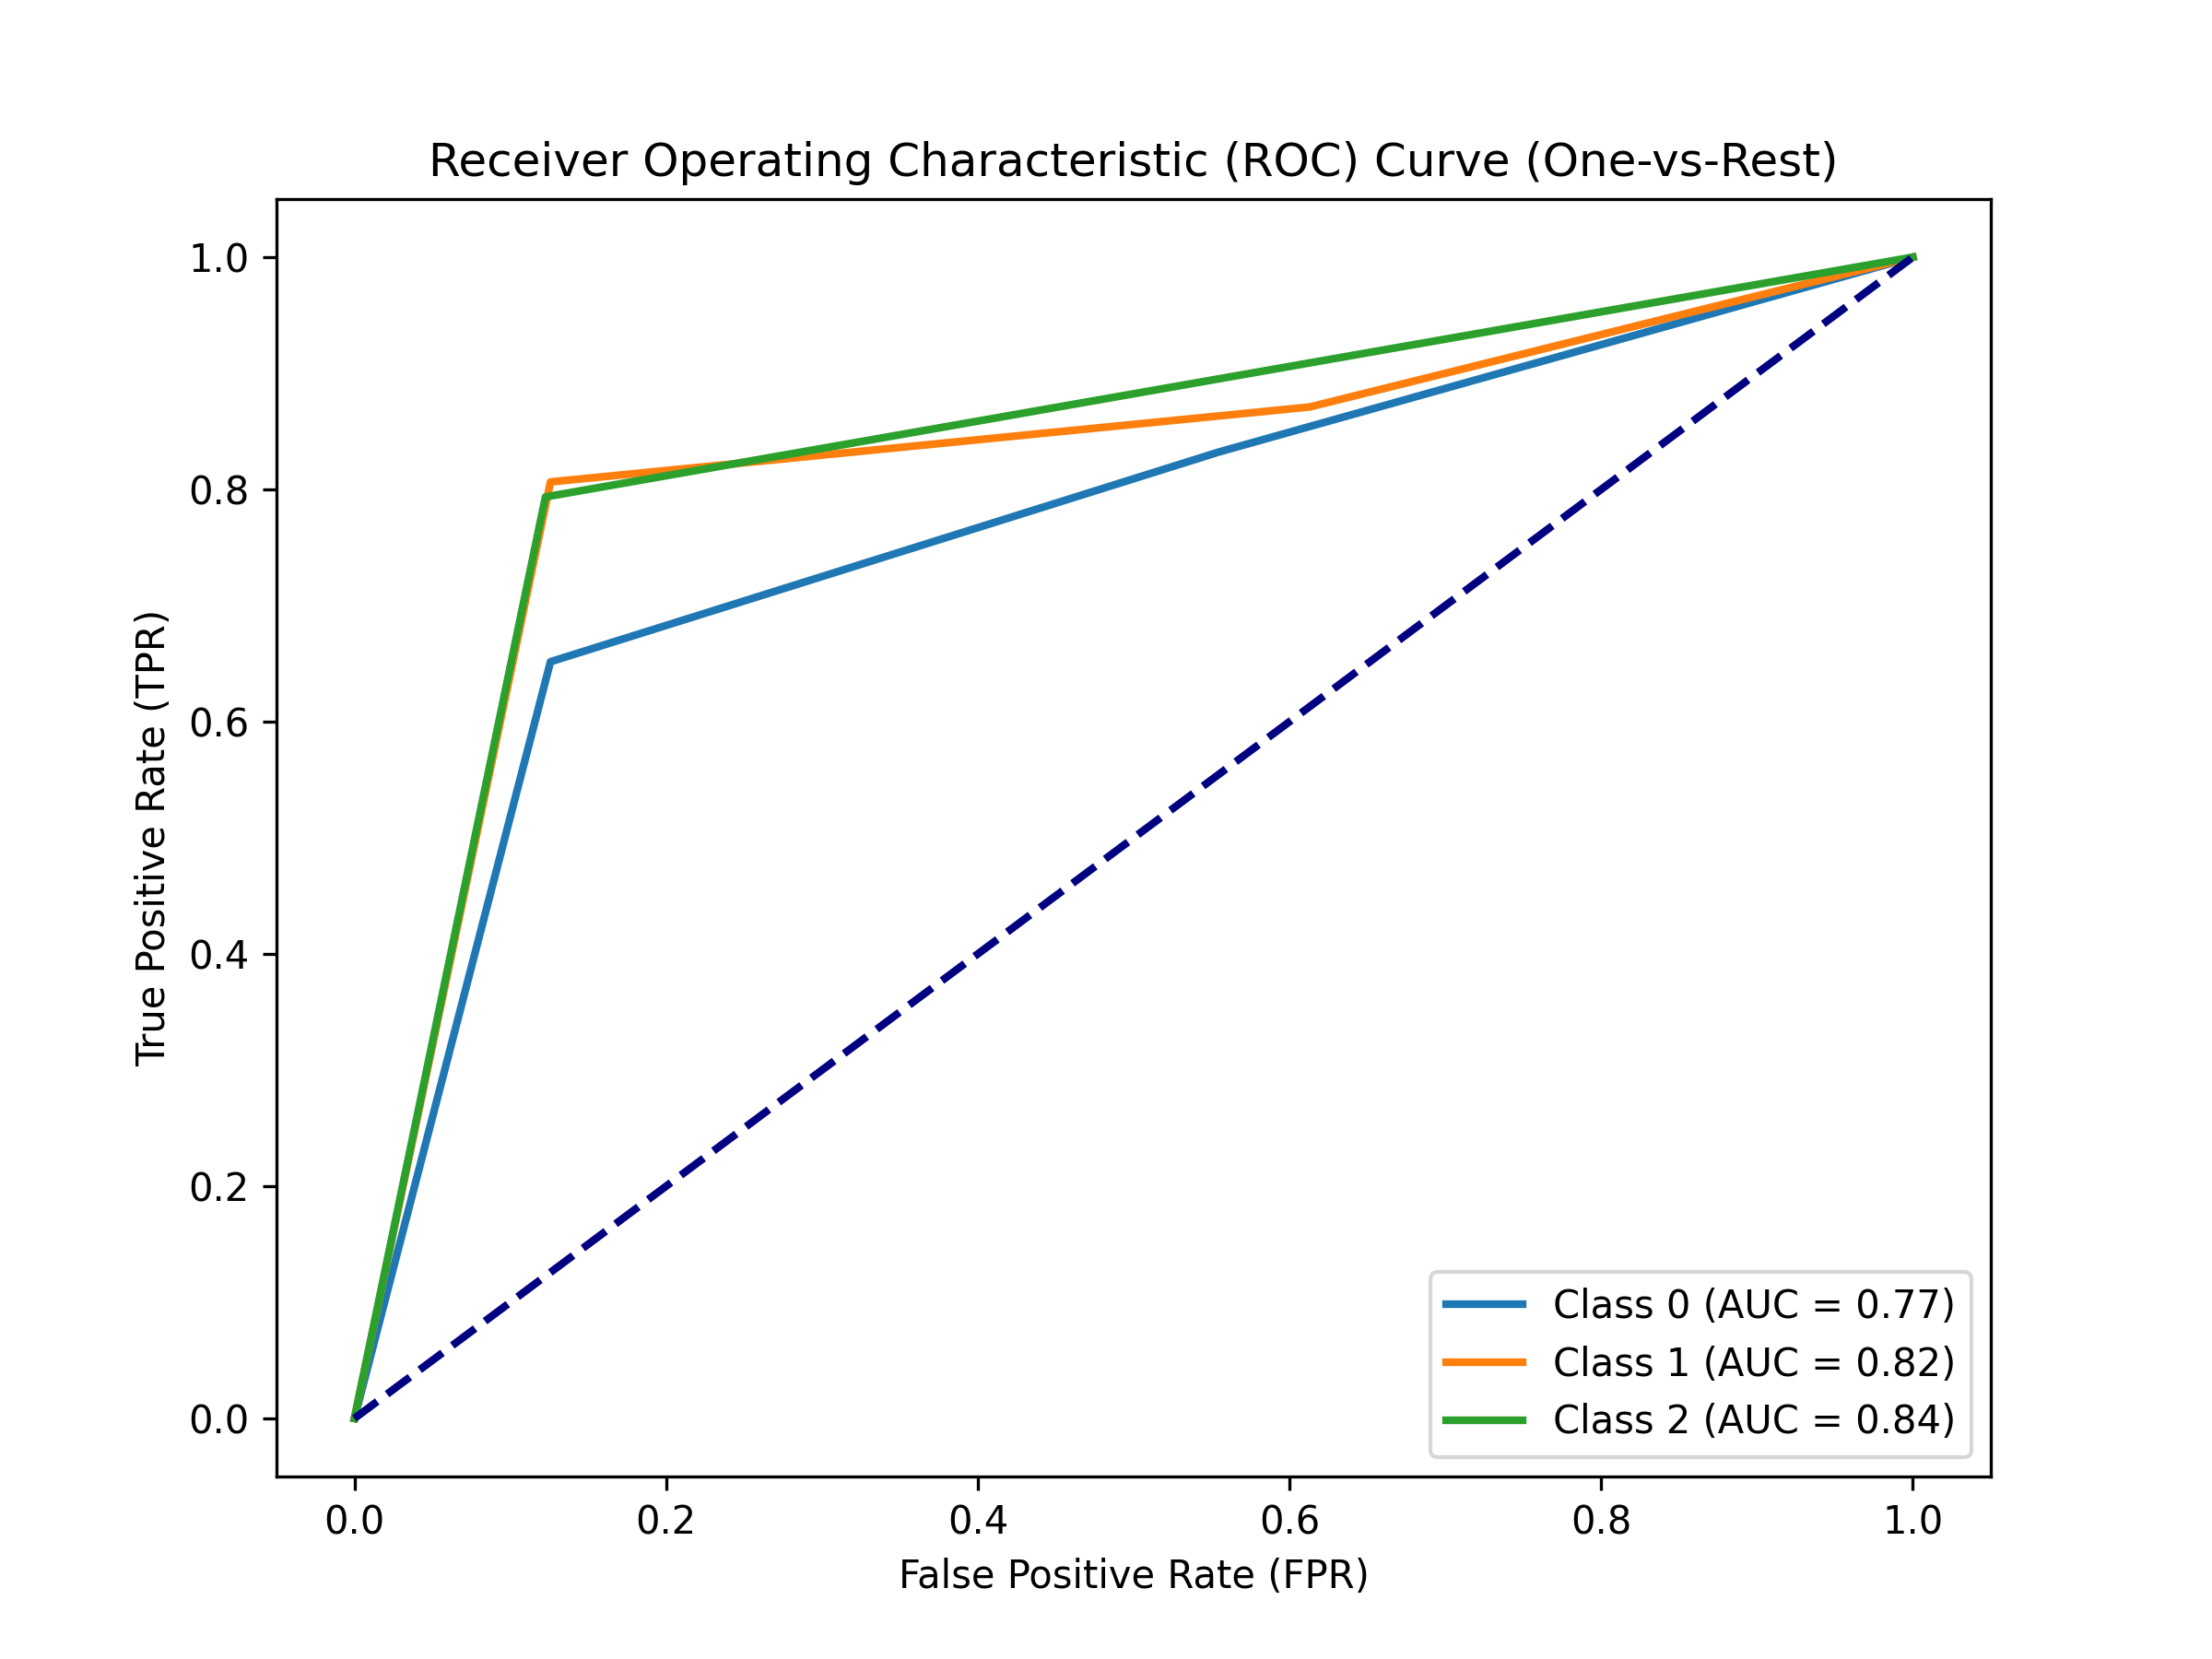 Receiver Operating Characteristic (ROC) Curve (One-vs-Rest)
True Positive Rate (TPR)
1.0
0.8
0.6
0.4
0.2
0.0
Class 0 (AUC = 0.77)
Class 1 (AUC = 0.82)
Class 2 (AUC = 0.84)
0.0 0.2 0.4 0.6 0.8 1.0
False Positive Rate (FPR)